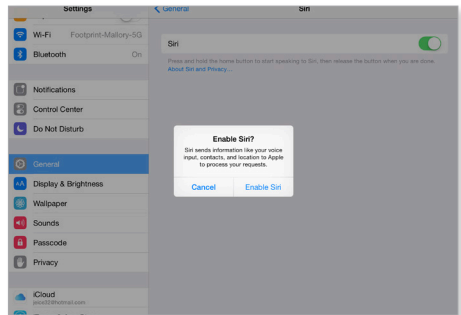 Settings
General
Siri
Wi-Fi Footprint-Mallory-5G
Bluetooth On
Notifications
Control Center
Do Not Disturb
General
Display & Brightness
Wallpaper
Sounds
Passcode
Privacy
iCloud
Siri
Press and hold the home button to start speaking to Siri, then release the button when you are done.
About Siri and Privacy...
Enable Siri?
Siri sends information like your voice
input, contacts, and location to Apple
to process your requests.
Cancel Enable Siri